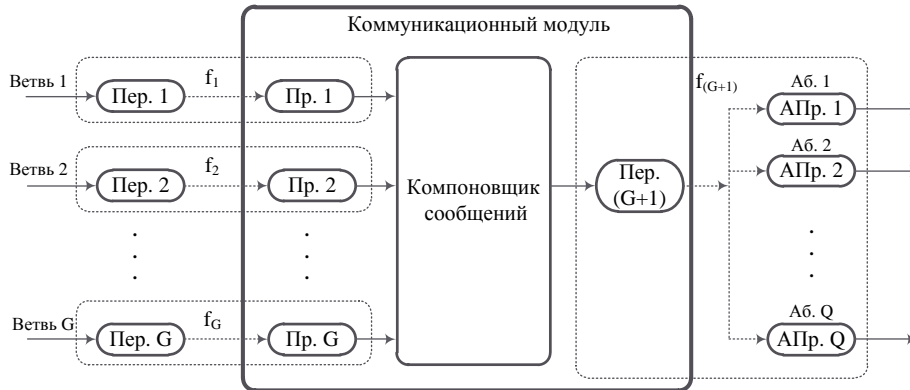 Коммуникационный модуль
Ветвь 1
Пер. 1
f1
Пр. 1
Ветвь 2
Пер. 2
f2
Пр. 2
Ветвь G
Пер. G
fG
Пр. G
Компоновщик
сообщений
Пер.
(G+1)
f(G+1)
Аб. 1
АПр. 1
Аб. 2
АПр. 2
Аб. Q
АПр. Q